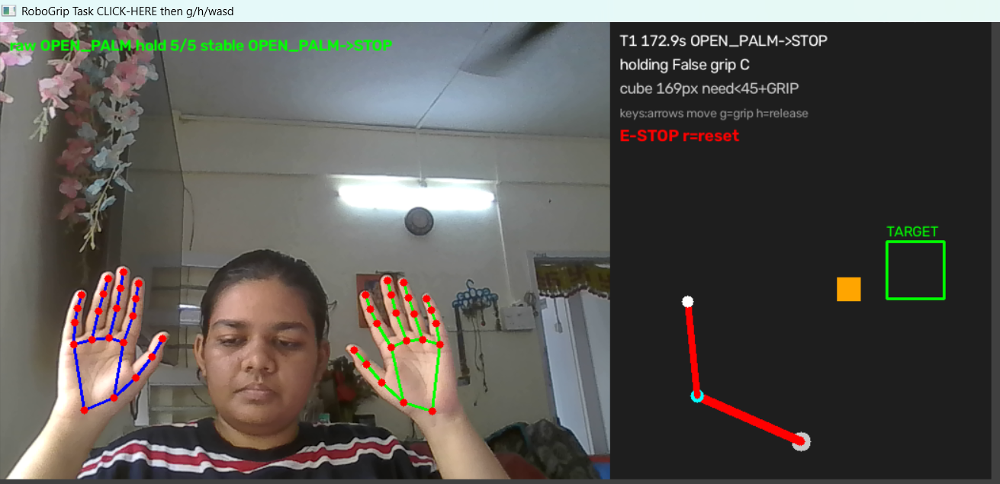 RoboGrip Task CLICK-HERE then g/h/wasd
raw OPEN_PALM hold 5/5 stable OPEN_PALM->STOP
T1 172.9s OPEN_PALM->STOP
holding False grip C
cube 169px need<45+GRIP
keys:arrows move g=grip h=release
E-STOP r=reset
TARGET